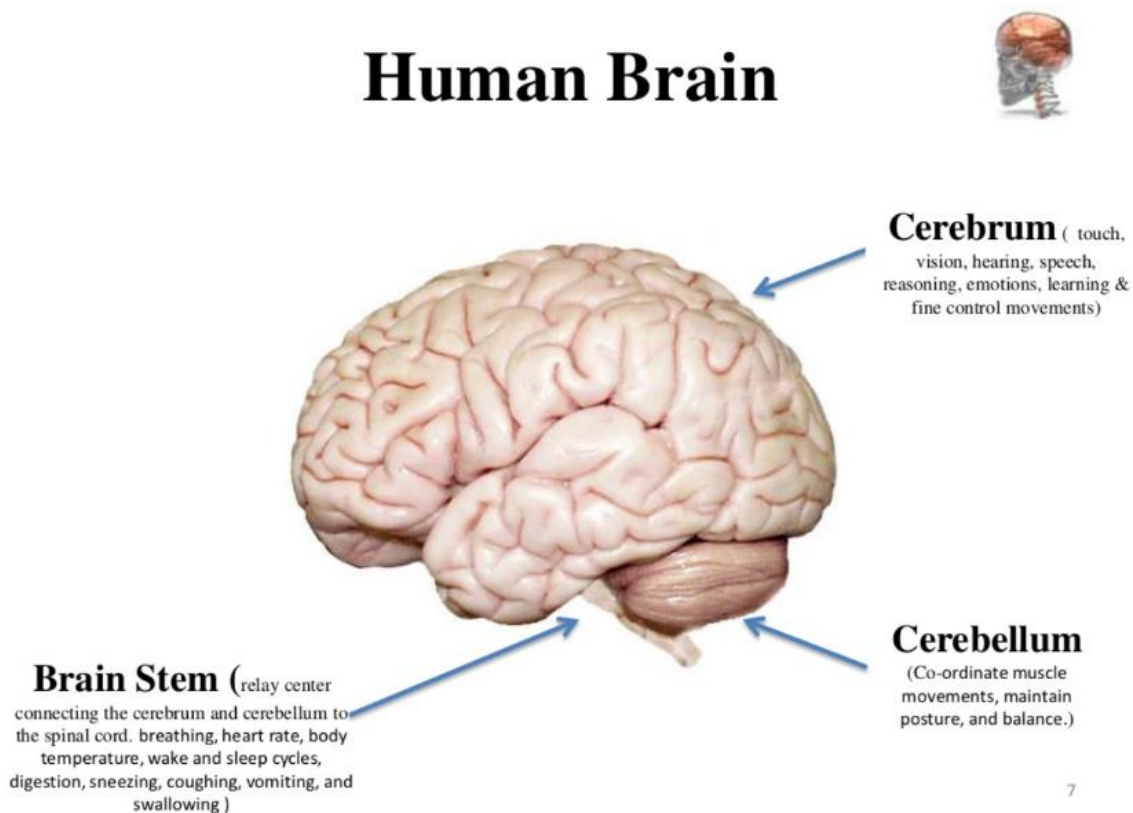 Human Brain
Cerebrum ( touch,
vision, hearing, speech,
reasoning, emotions, learning &
fine control movements)
Cerebellum
(Co-ordinate muscle
movements, maintain
posture, and balance.)
Brain Stem (relay center
connecting the cerebrum and cerebellum to
the spinal cord. breathing, heart rate, body
temperature, wake and sleep cycles,
digestion, sneezing, coughing, vomiting, and
swallowing )
7